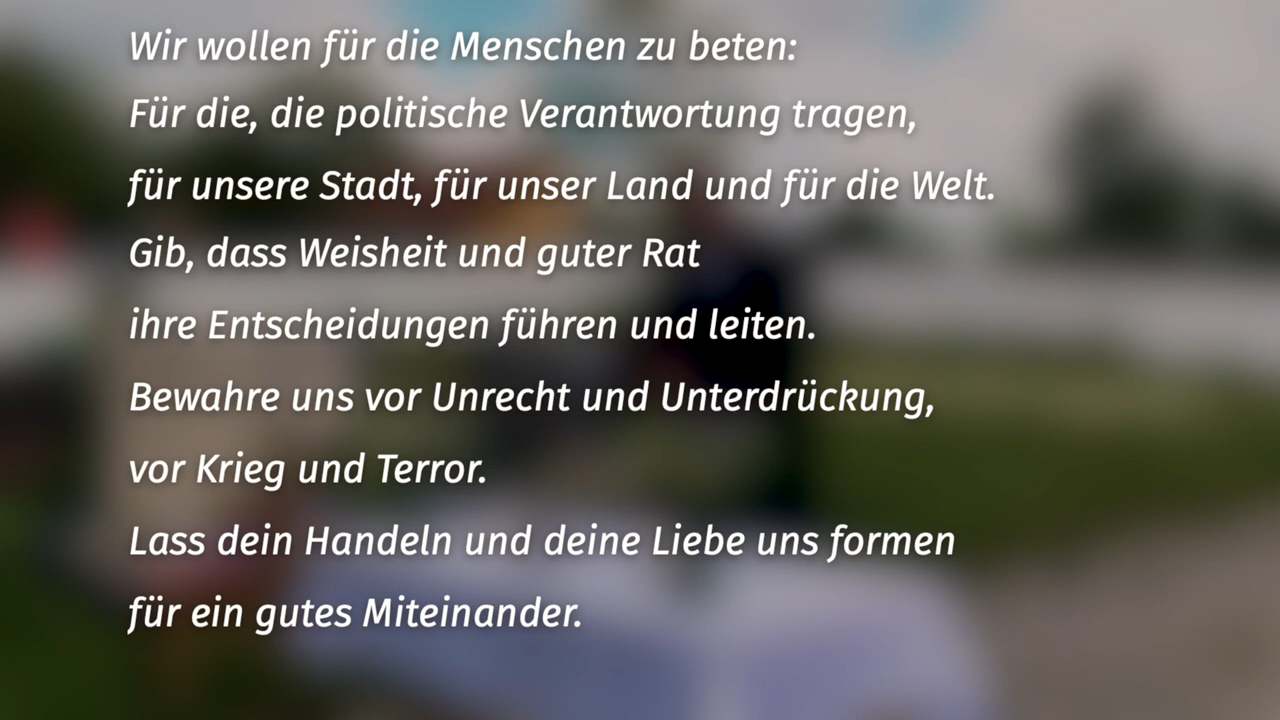 Wir wollen für die Menschen zu beten:
Für die, die politische Verantwortung tragen,
für unsere Stadt, für unser Land und für die Welt.
Gib, dass Weisheit und guter Rat
ihre Entscheidungen führen und leiten.
Bewahre uns vor Unrecht und Unterdrückung,
vor Krieg und Terror.
Lass dein Handeln und deine Liebe uns formen
für ein gutes Miteinander.